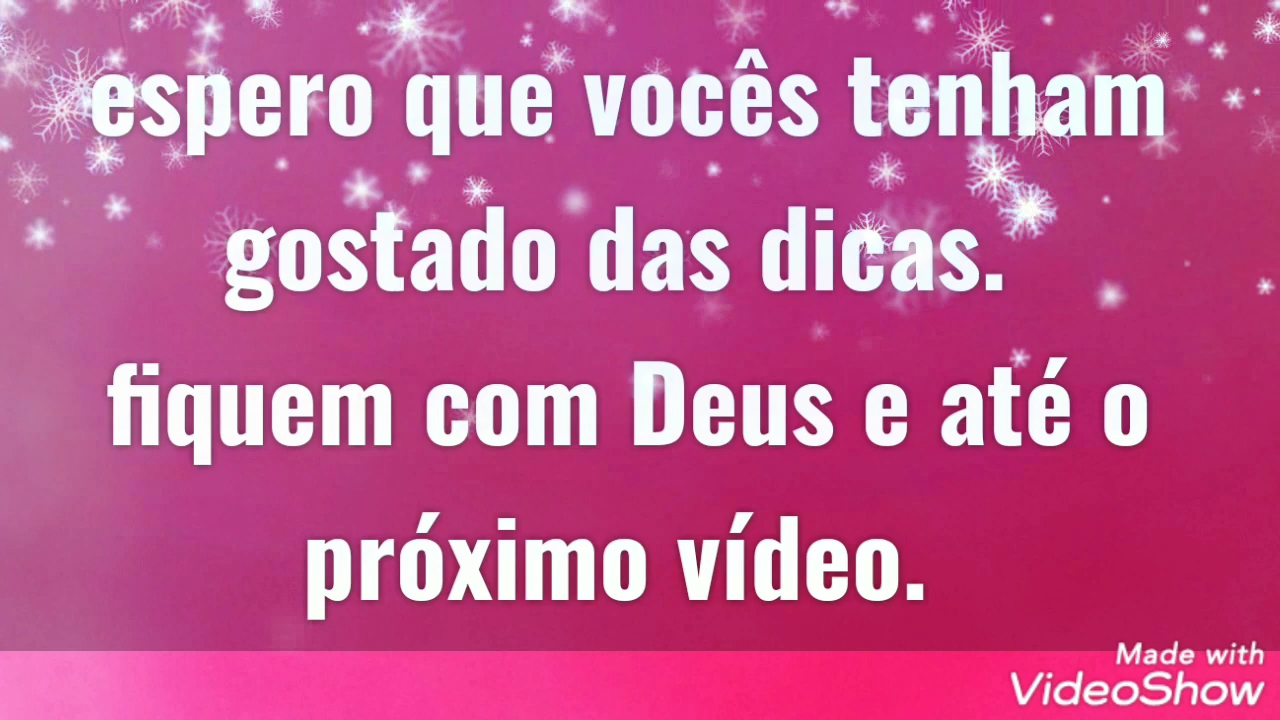 espero que vocês tenham
gostado das dicas.
fiquem com Deus e até o
próximo vídeo.
Made with
VideoShow